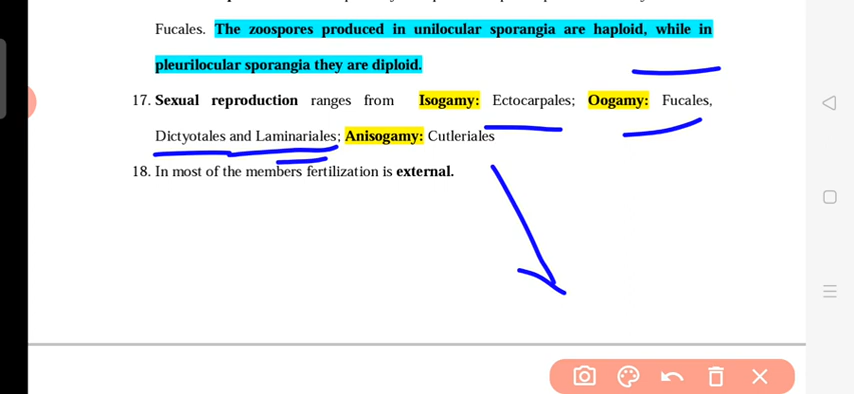 Fucales. The zoospores produced in unilocular sporangia are haploid, while in
pleurilocular sporangia they are diploid.
17. Sexual reproduction ranges from Isogamy: Ectocarpales; Oogamy: Fucales,
Dictyotales and Laminariales; Anisogamy: Cutleriales
18. In most of the members fertilization is external.